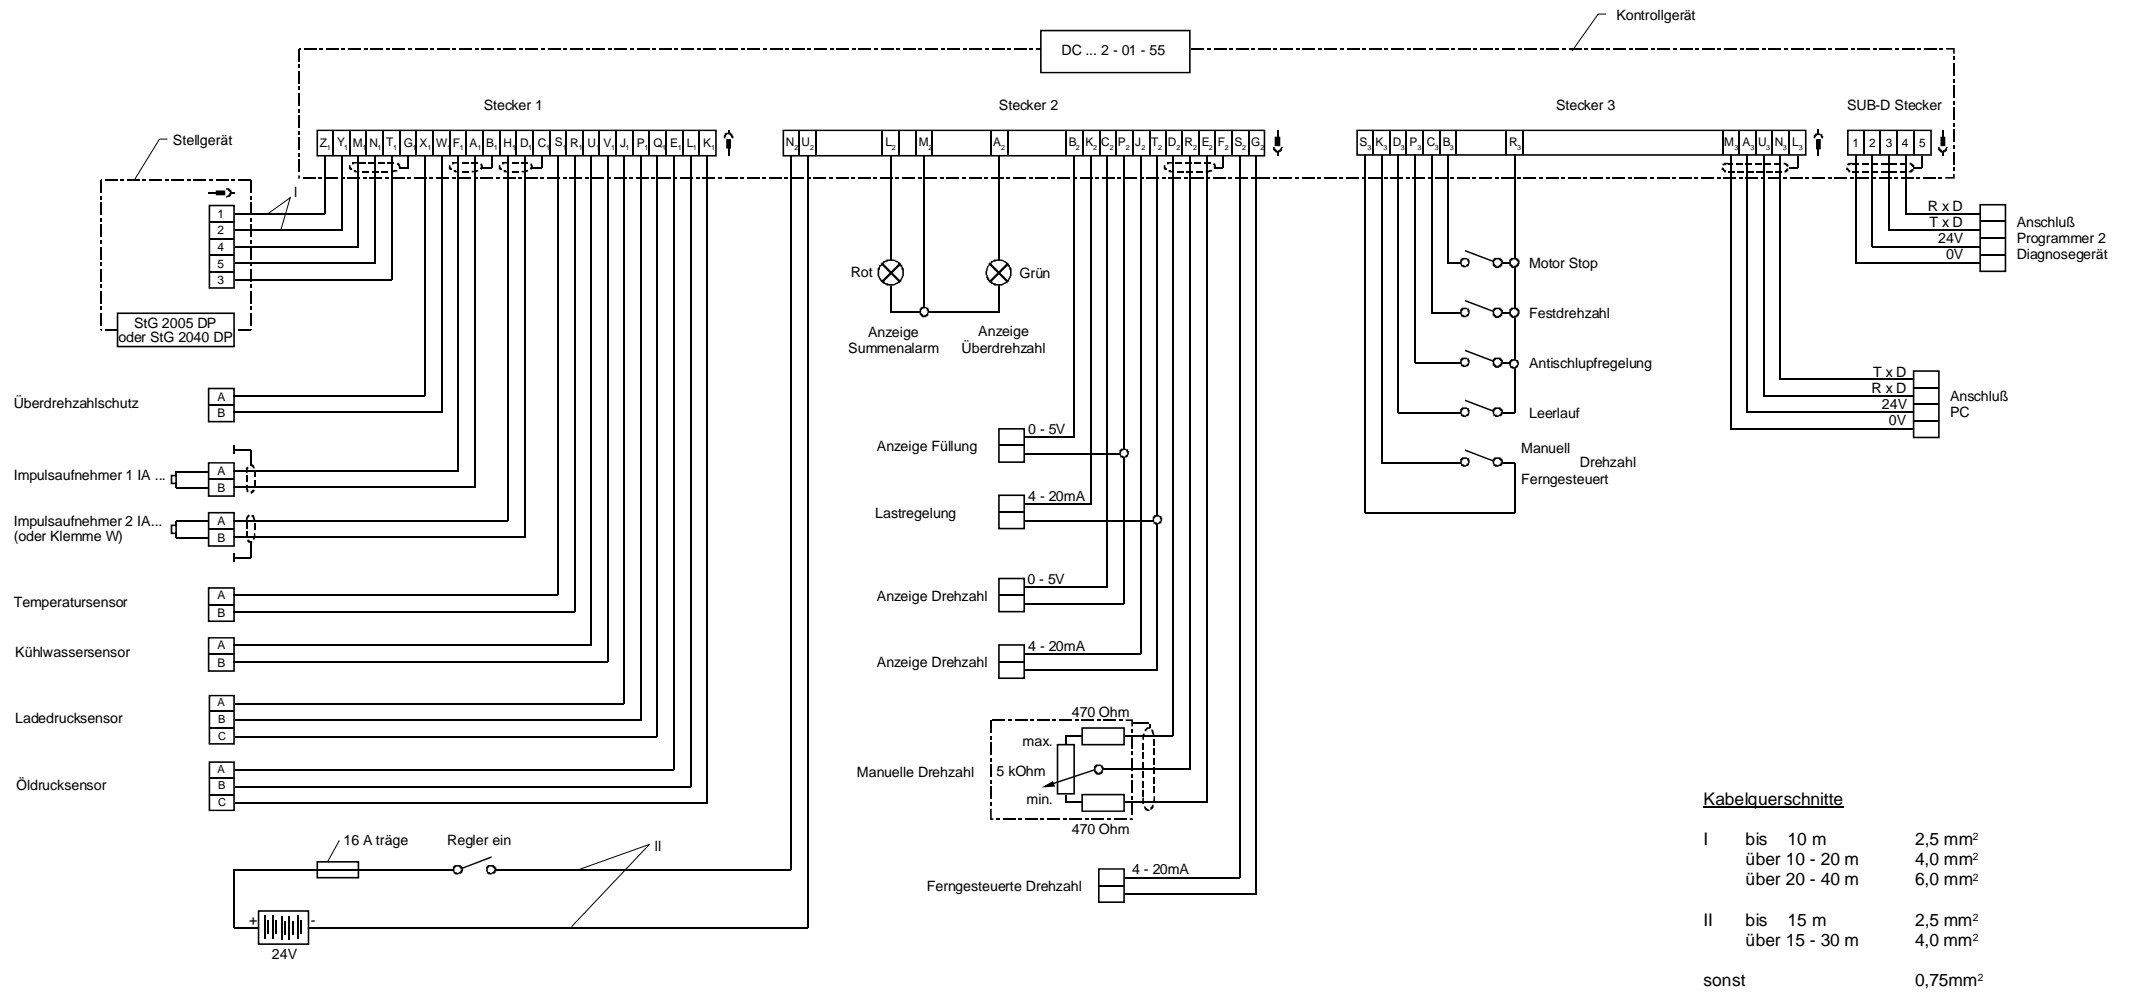 Kontrollgerät
DC ... 2 - 01 - 55
Stecker 1
Stecker 2
Stecker 3
SUB-D Stecker
Stellgerät
Z₁ Y₁ M₁ N₁ T₁ G₁ X₁ W₁ F₁ A₁ B₁ H₁ D₁ C₁ S₁ R₁ U₁ V₁ J₁ P₁ Q₁ E₁ L₁ K₁
N₂ U₂ L₂ M₂ A₂ B₂ K₂ C₂ P₂ J₂ T₂ D₂ R₂ E₂ F₂ S₂ G₂
S₃ K₃ D₃ P₃ C₃ B₃ R₃ M₃ A₃ U₃ N₃ L₃
1 2 3 4 5
I
1
2
4
5
3
StG 2005 DP
oder StG 2040 DP
Überdrehzahlschutz
A
B
Impulsaufnehmer 1 IA ...
A
B
Impulsaufnehmer 2 IA...
(oder Klemme W)
A
B
Temperatursensor
A
B
Kühlwassersensor
A
B
Ladedrucksensor
A
B
C
Öldrucksensor
A
B
C
16 A träge
Regler ein
II
+
-
24V
Rot
Grün
Anzeige
Summenalarm
Anzeige
Überdrehzahl
Anzeige Füllung
0 - 5V
Lastregelung
4 - 20mA
Anzeige Drehzahl
0 - 5V
Anzeige Drehzahl
4 - 20mA
470 Ohm
max.
Manuelle Drehzahl
5 kOhm
min.
470 Ohm
Ferngesteuerte Drehzahl
4 - 20mA
Motor Stop
Festdrehzahl
Antischlupfregelung
Leerlauf
Manuell
Drehzahl
Ferngesteuert
R x D
T x D
24V
0V
Anschluß
Programmer 2
Diagnosegerät
T x D
R x D
24V
0V
Anschluß
PC
Kabelquerschnitte
I bis 10 m 2,5 mm²
über 10 - 20 m 4,0 mm²
über 20 - 40 m 6,0 mm²
II bis 15 m 2,5 mm²
über 15 - 30 m 4,0 mm²
sonst 0,75mm²